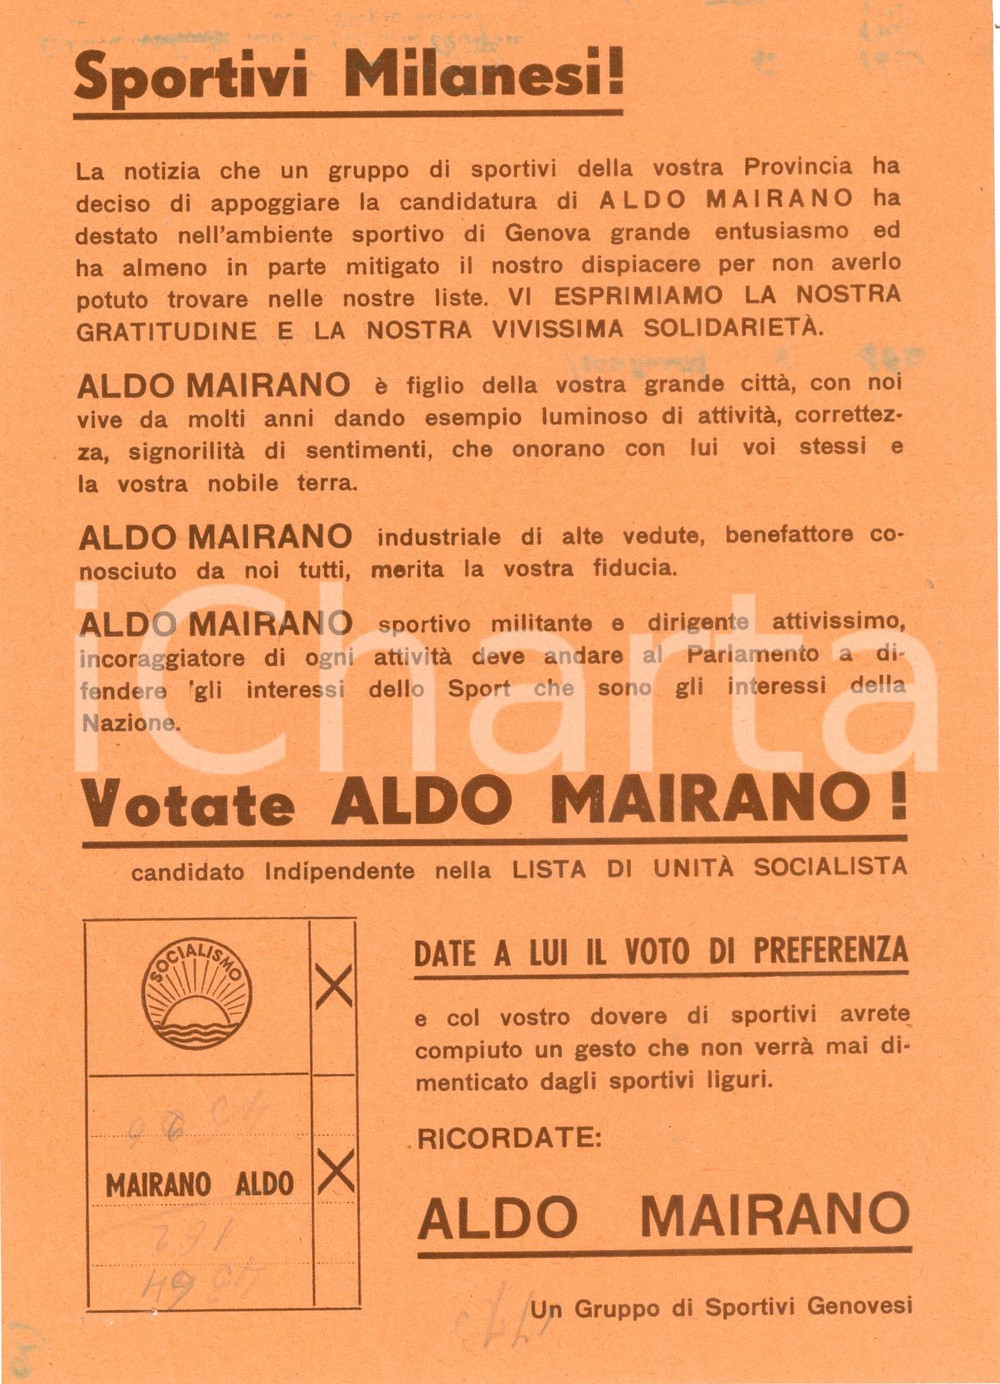 Sportivi Milanesi!
La notizia che un gruppo di sportivi della vostra Provincia ha
deciso di appoggiare la candidatura di ALDO MAIRANO ha
destato nell'ambiente sportivo di Genova grande entusiasmo ed
ha almeno in parte mitigato il nostro dispiacere per non averlo
potuto trovare nelle nostre liste. VI ESPRIMIAMO LA NOSTRA
GRATITUDINE E LA NOSTRA VIVISSIMA SOLIDARIETÀ.
ALDO MAIRANO è figlio della vostra grande città, con noi
vive da molti anni dando esempio luminoso di attività, correttez-
za, signorilità di sentimenti, che onorano con lui voi stessi e
la vostra nobile terra.
ALDO MAIRANO industriale di alte vedute, benefattore co-
nosciuto da noi tutti, merita la vostra fiducia.
ALDO MAIRANO sportivo militante e dirigente attivissimo,
incoraggiatore di ogni attività deve andare al Parlamento a di-
fendere 'gli interessi dello Sport che sono gli interessi della
Nazione.
iCharta
Votate ALDO MAIRANO!
candidato Indipendente nella LISTA DI UNITÀ SOCIALISTA
SOCIALISMO
X
MAIRANO ALDO X
DATE A LUI IL VOTO DI PREFERENZA
e col vostro dovere di sportivi avrete
compiuto un gesto che non verrà mai di-
menticato dagli sportivi liguri.
RICORDATE:
ALDO MAIRANO
Un Gruppo di Sportivi Genovesi